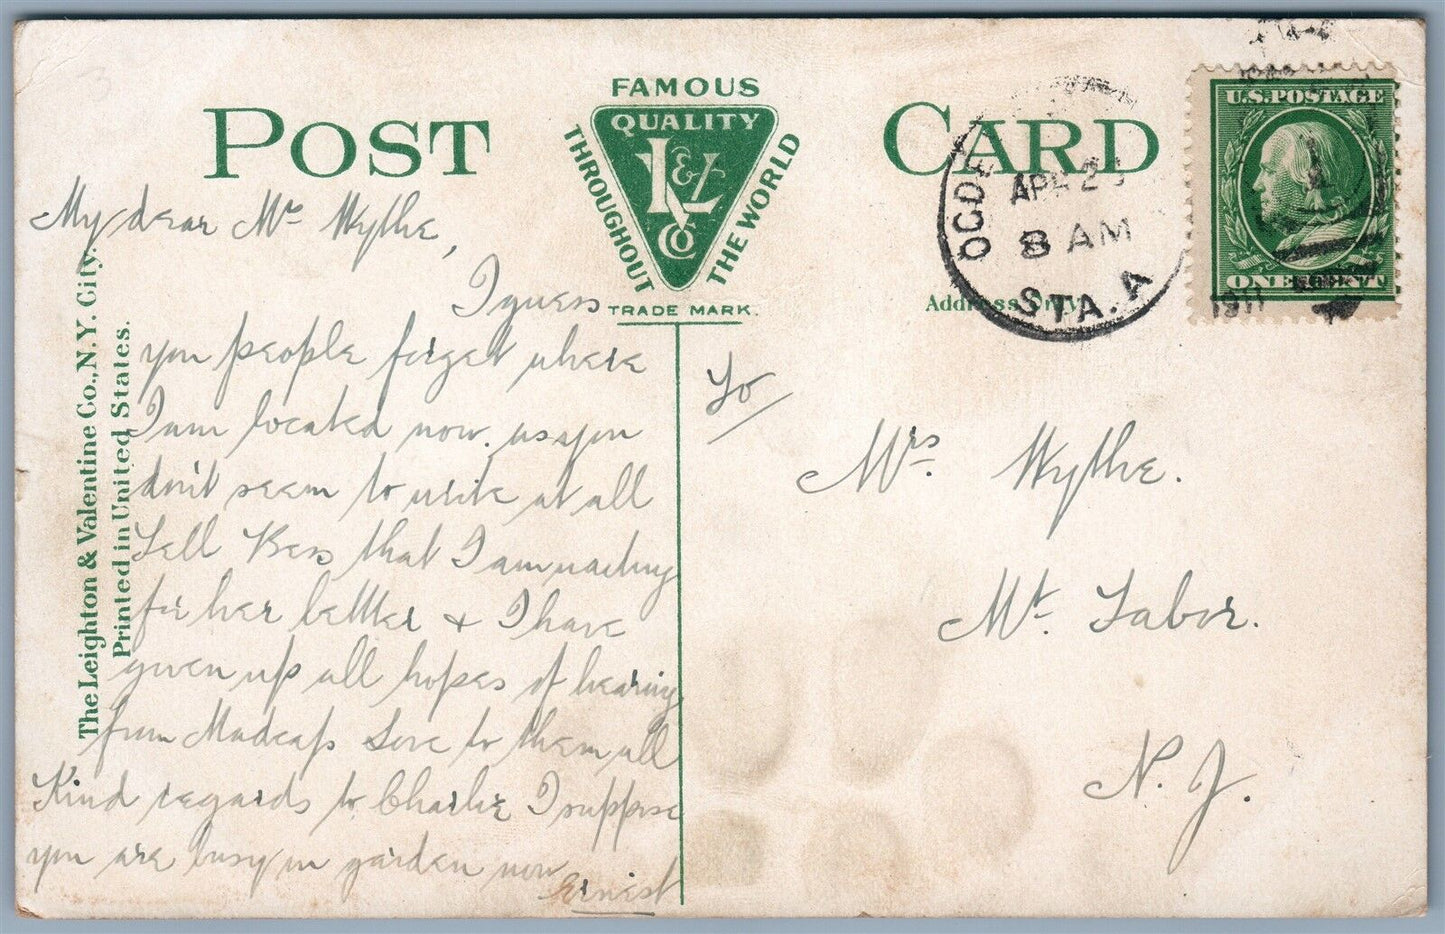 POST CARD
FAMOUS
QUALITY
THROUGHOUT
THE WORLD
L&V
Co
TRADE MARK.
Address Only
The Leighton & Valentine Co., N.Y. City.
Printed in United States.
U.S. POSTAGE
ONE CENT
OGDE
APR 2
8 AM
STA. A
1911
My dear Mrs Wythe,
I guess
you people forget where
I am located now. as you
don't seem to write at all
Tell Bess that I am waiting
for her letter & I have
given up all hopes of hearing
from Madcaps Love to them all
Kind regards to Charlie I suppose
you are busy in garden now
Ernest
To
Mrs. Wythe.
Mt. Tabor.
N. J.